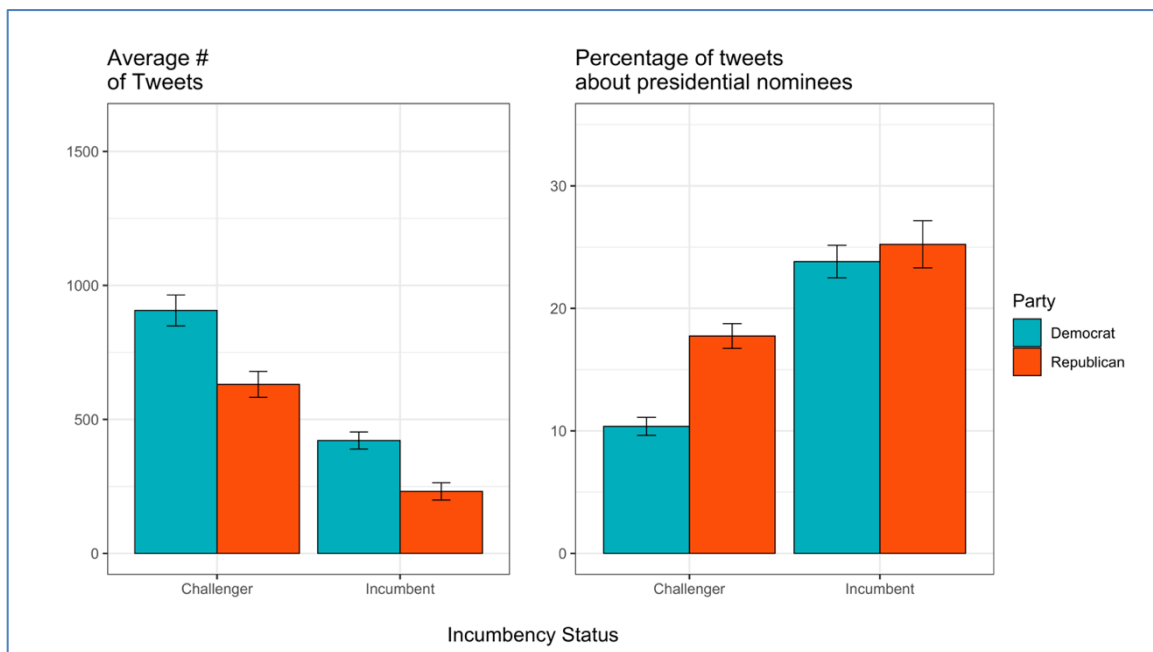 Average #
of Tweets
1500
1000
500
0
Challenger
Incumbent
Percentage of tweets
about presidential nominees
30
20
10
0
Challenger
Incumbent
Party
Democrat
Republican
Incumbency Status